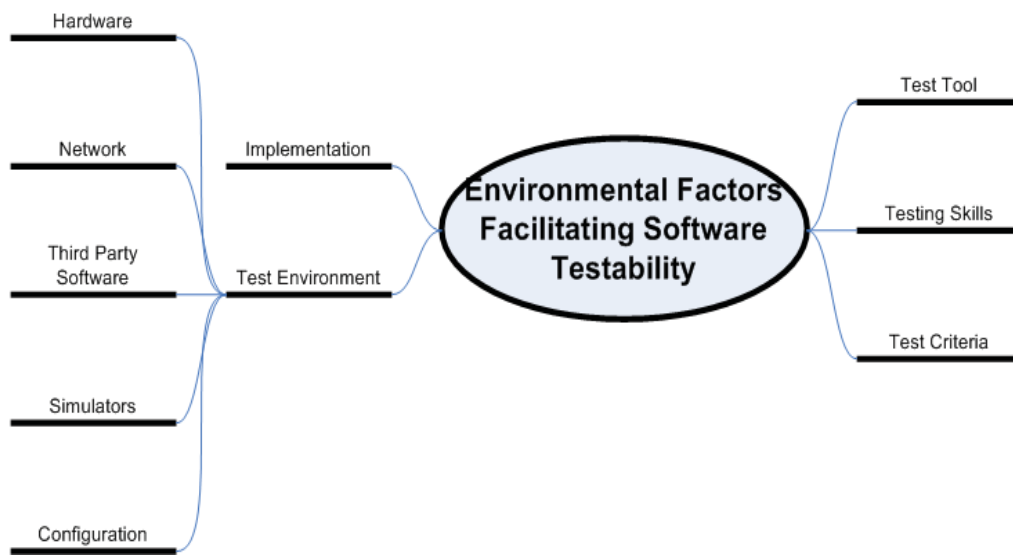 Hardware
Network
Third Party
Software
Simulators
Configuration
Implementation
Test Environment
Environmental Factors
Facilitating Software
Testability
Test Tool
Testing Skills
Test Criteria